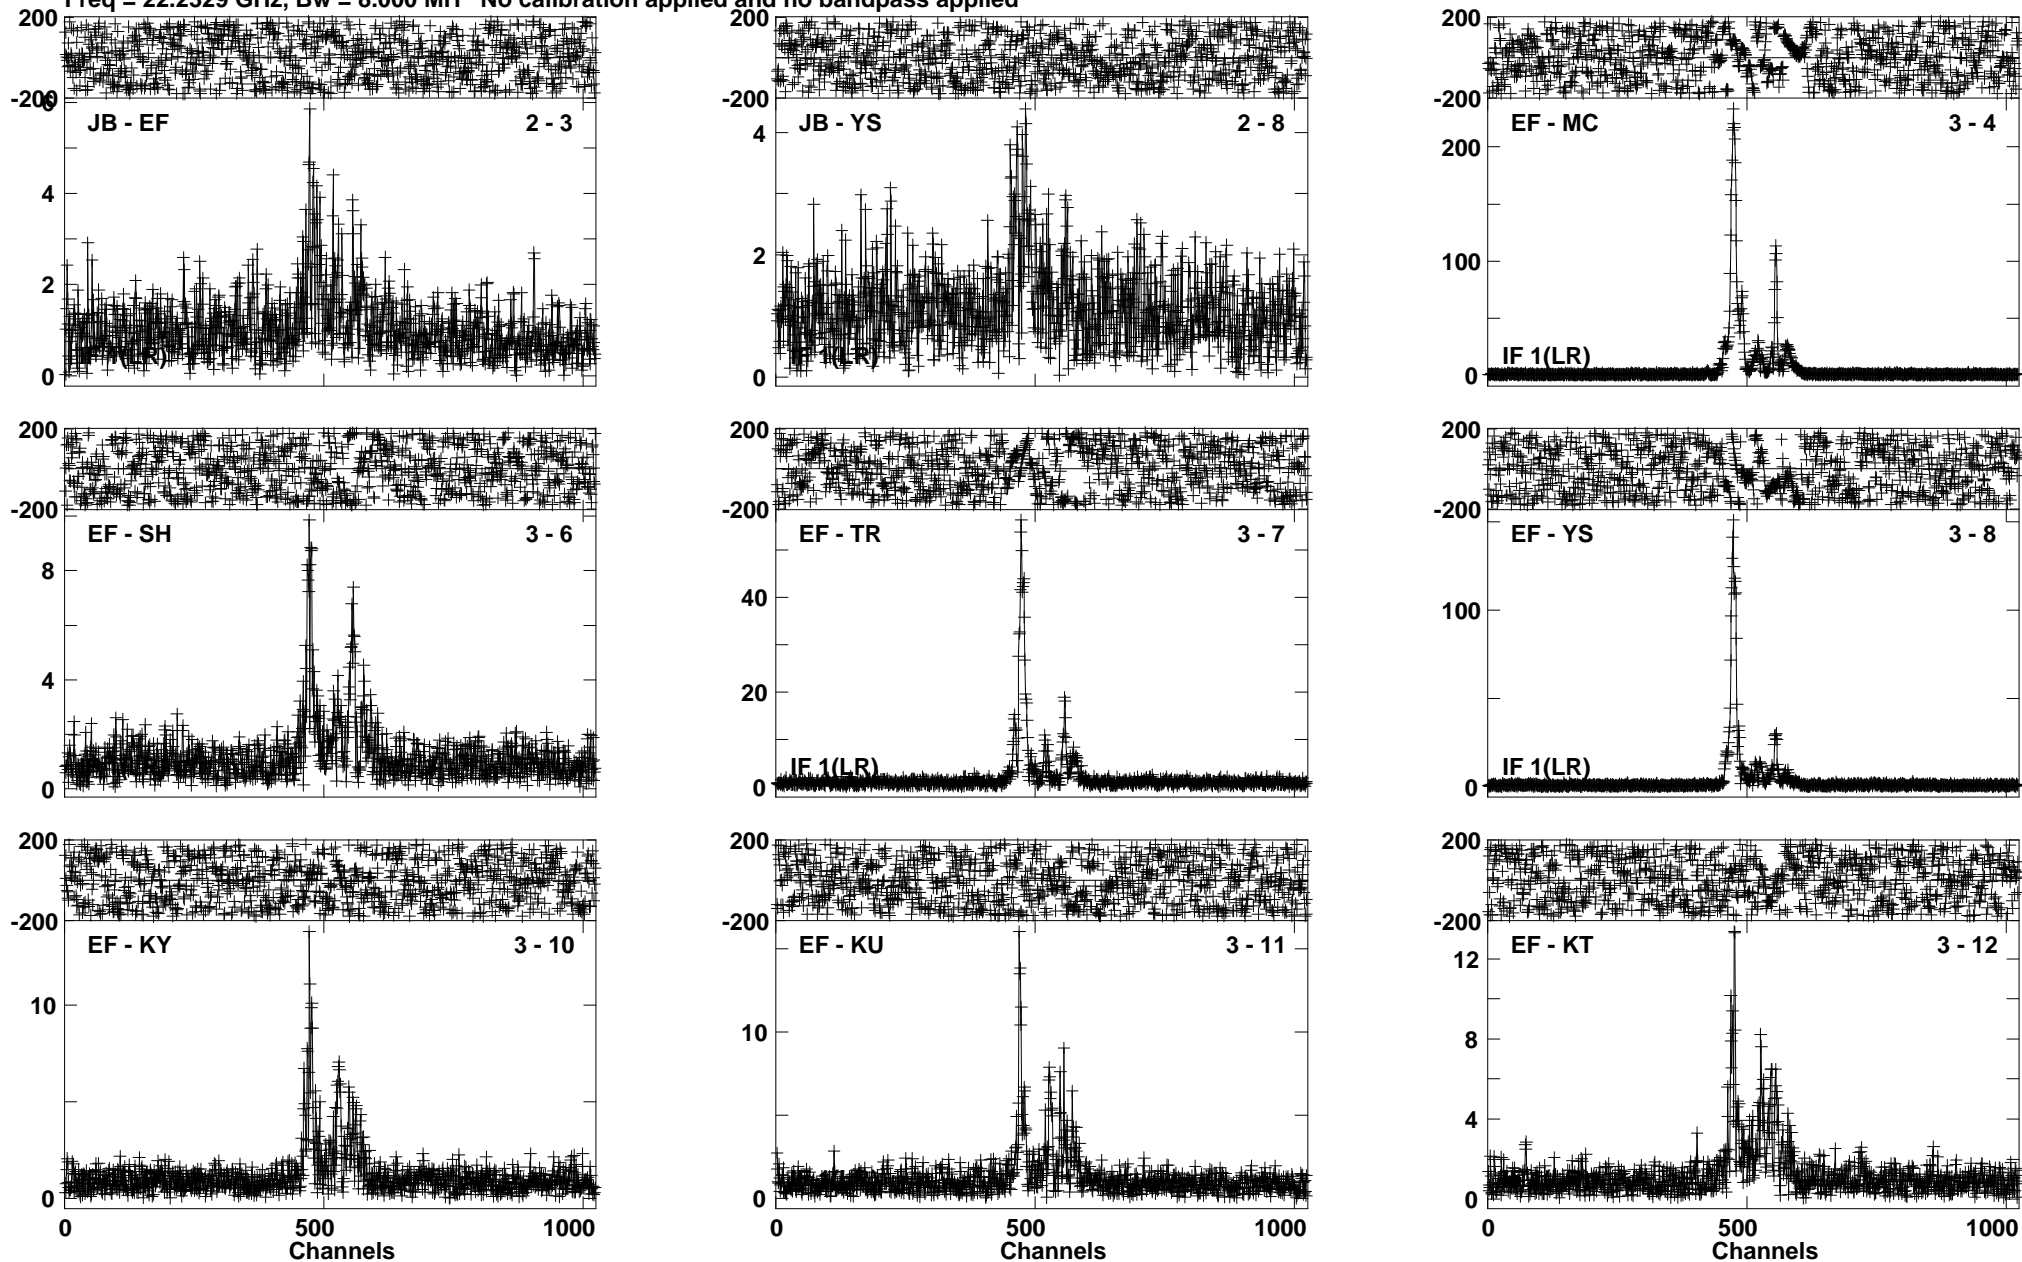 Freq = 22.2329 GHz, Bw = 8.000 MH No calibration applied and no bandpass applied
200 200 200
-200 -200 -200
6
JB - EF 2 - 3 JB - YS 2 - 8 EF - MC 3 - 4
4 4 200
2 2 100
IF 1(LR) IF 1(LR) IF 1(LR)
0 0 0
200 200 200
-200 -200 -200
EF - SH 3 - 6 EF - TR 3 - 7 EF - YS 3 - 8
8 40 100
4 20
IF 1(LR) IF 1(LR)
0 0 0
200 200 200
-200 -200 -200
EF - KY 3 - 10 EF - KU 3 - 11 EF - KT 3 - 12
10 10 12
8
4
0 0 0
0 500 1000 0 500 1000 0 500 1000
Channels Channels Channels